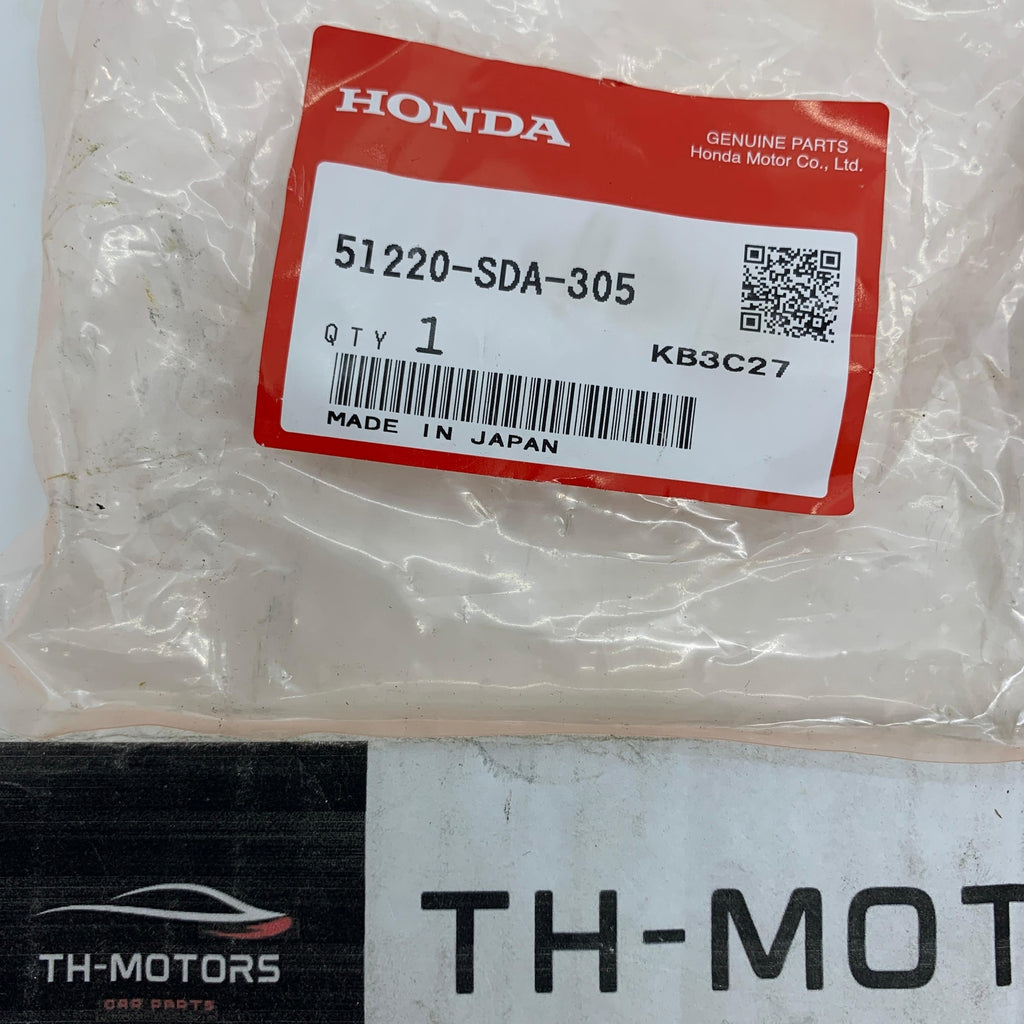 HONDA
GENUINE PARTS
Honda Motor Co., Ltd.
51220-SDA-305
QTY 1
KB3C27
MADE IN JAPAN
TH-MOTORS
CAR PARTS
TH-MOT